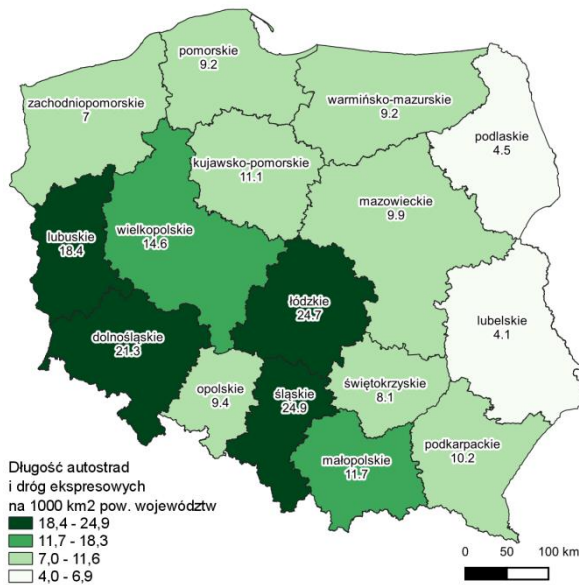 pomorskie
9.2
zachodniopomorskie
7
warmińsko-mazurskie
9.2
podlaskie
4.5
kujawsko-pomorskie
11.1
mazowieckie
9.9
lubuskie
18.4
wielkopolskie
14.6
łódzkie
24.7
lubelskie
4.1
dolnośląskie
21.3
opolskie
9.4
śląskie
24.9
świętokrzyskie
8.1
małopolskie
11.7
podkarpackie
10.2
Długość autostrad
i dróg ekspresowych
na 1000 km2 pow. województw
18,4 - 24,9
11,7 - 18,3
7,0 - 11,6
4,0 - 6,9
0 50 100 km